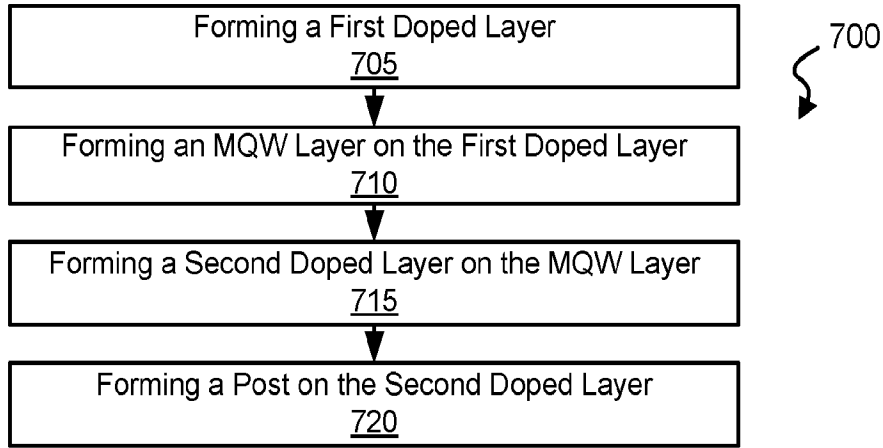 Forming a First Doped Layer
705
700
Forming an MQW Layer on the First Doped Layer
710
Forming a Second Doped Layer on the MQW Layer
715
Forming a Post on the Second Doped Layer
720